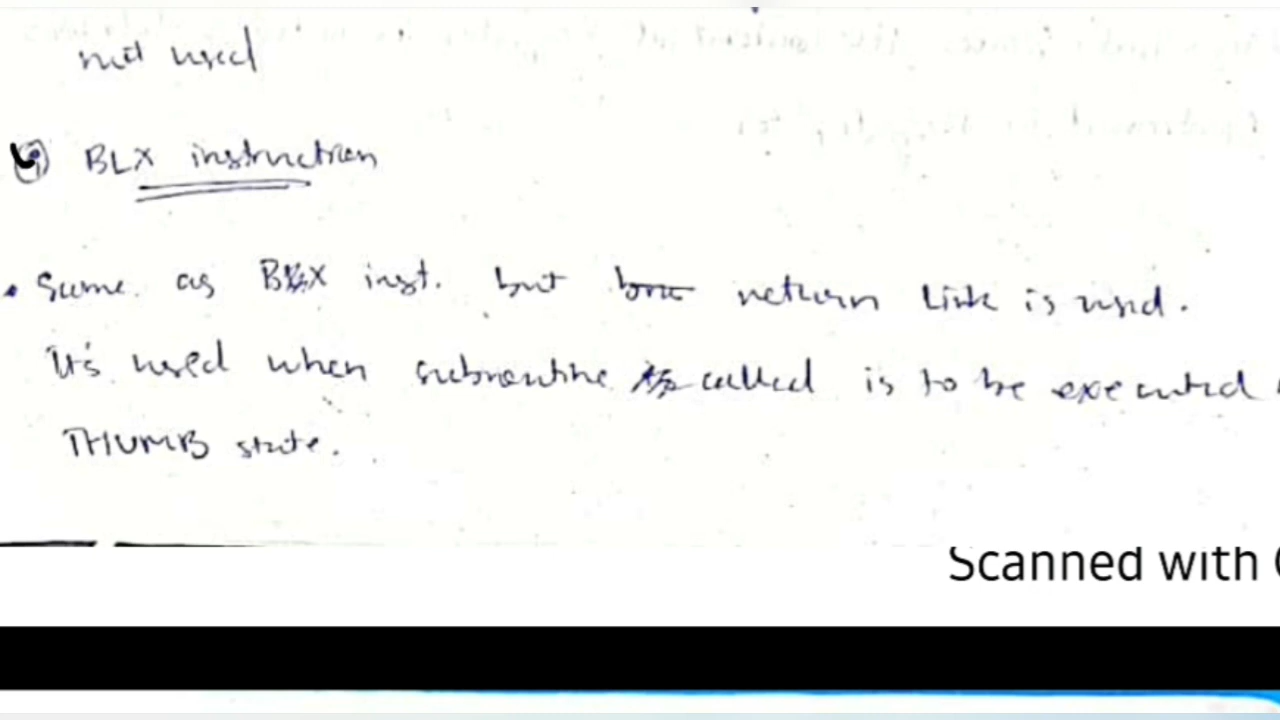 not used
BLX instruction
• Same as BX inst. but return link is used.
It's used when subroutine called is to be executed
THUMB state.
Scanned with